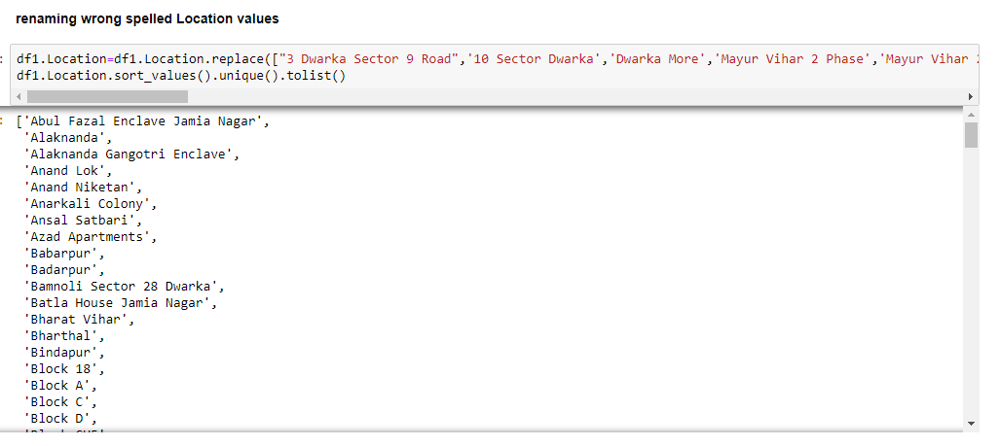 renaming wrong spelled Location values
: df1.Location=df1.Location.replace(["3 Dwarka Sector 9 Road",'10 Sector Dwarka','Dwarka More','Mayur Vihar 2 Phase','Mayur Vihar
df1.Location.sort_values().unique().tolist()
: ['Abul Fazal Enclave Jamia Nagar',
'Alaknanda',
'Alaknanda Gangotri Enclave',
'Anand Lok',
'Anand Niketan',
'Anarkali Colony',
'Ansal Satbari',
'Azad Apartments',
'Babarpur',
'Badarpur',
'Bamnoli Sector 28 Dwarka',
'Batla House Jamia Nagar',
'Bharat Vihar',
'Bharthal',
'Bindapur',
'Block 18',
'Block A',
'Block C',
'Block D',